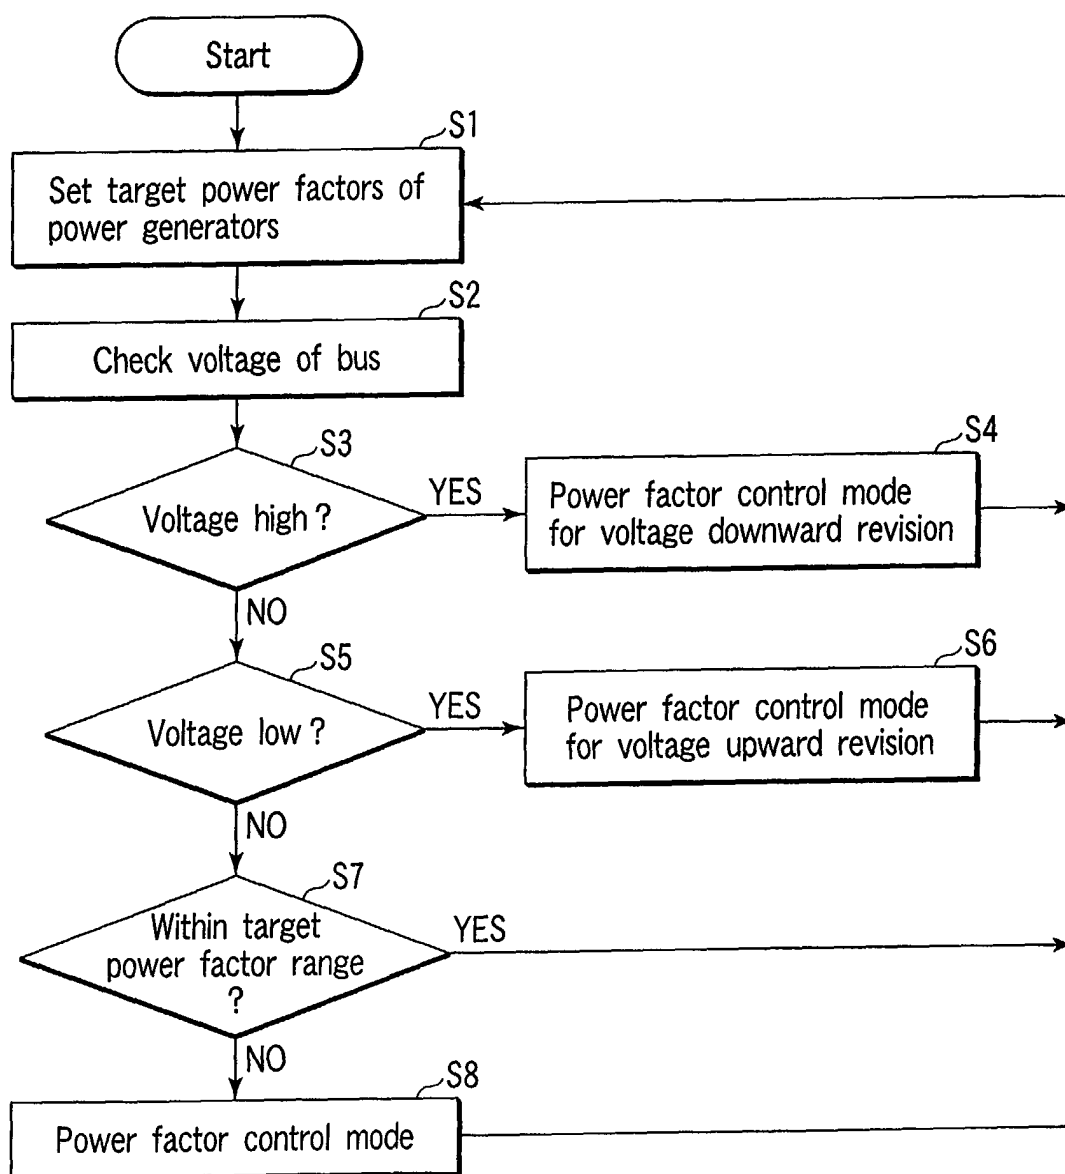 Start
S1
Set target power factors of
power generators
S2
Check voltage of bus
S3
Voltage high?
YES
S4
Power factor control mode
for voltage downward revision
NO
S5
Voltage low?
YES
S6
Power factor control mode
for voltage upward revision
NO
S7
Within target
power factor range
?
YES
NO
S8
Power factor control mode